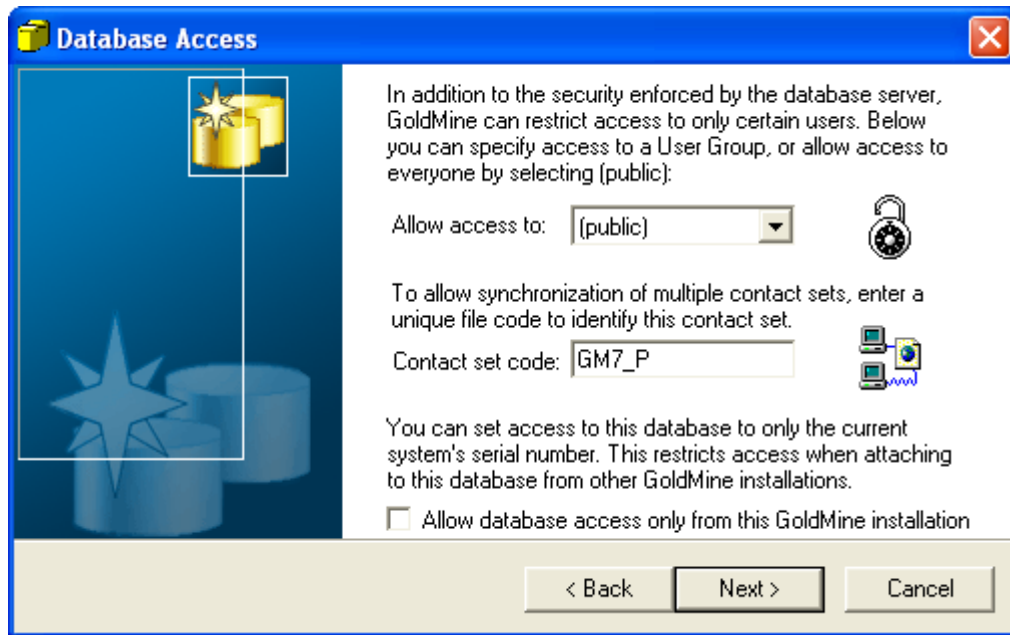 Database Access
In addition to the security enforced by the database server,
GoldMine can restrict access to only certain users. Below
you can specify access to a User Group, or allow access to
everyone by selecting (public):
Allow access to: (public)
To allow synchronization of multiple contact sets, enter a
unique file code to identify this contact set.
Contact set code: GM7_P
You can set access to this database to only the current
system's serial number. This restricts access when attaching
to this database from other GoldMine installations.
Allow database access only from this GoldMine installation
< Back Next > Cancel